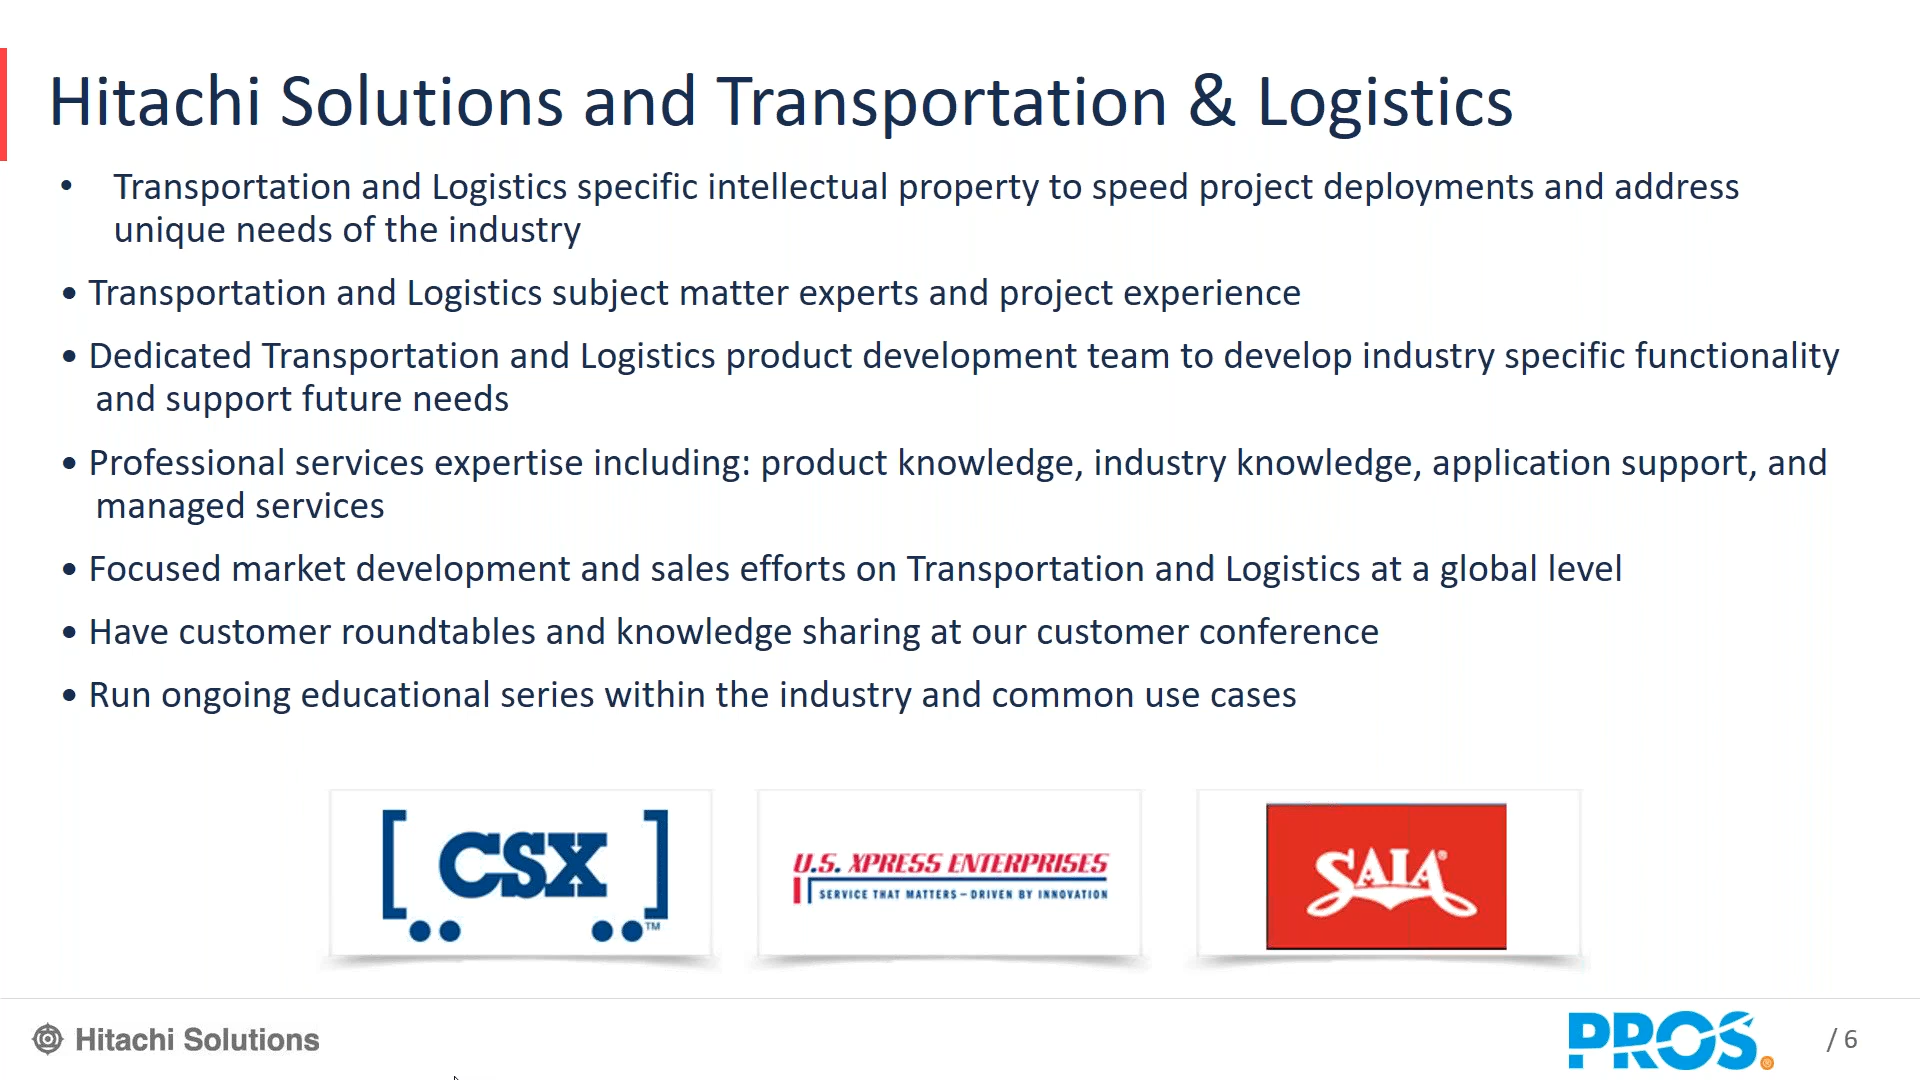 Hitachi Solutions and Transportation & Logistics
• Transportation and Logistics specific intellectual property to speed project deployments and address
unique needs of the industry
• Transportation and Logistics subject matter experts and project experience
• Dedicated Transportation and Logistics product development team to develop industry specific functionality
and support future needs
• Professional services expertise including: product knowledge, industry knowledge, application support, and
managed services
• Focused market development and sales efforts on Transportation and Logistics at a global level
• Have customer roundtables and knowledge sharing at our customer conference
• Run ongoing educational series within the industry and common use cases
[CSX]™
U.S. XPRESS ENTERPRISES
SERVICE THAT MATTERS – DRIVEN BY INNOVATION
SAIA®
Hitachi Solutions
PROS
/ 6